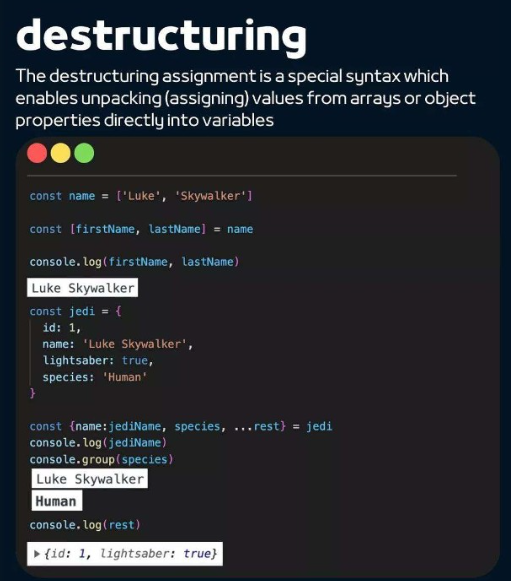 destructuring
The destructuring assignment is a special syntax which
enables unpacking (assigning) values from arrays or object
properties directly into variables
const name = ['Luke', 'Skywalker']
const [firstName, lastName] = name
console.log(firstName, lastName)
Luke Skywalker
const jedi = {
id: 1,
name: 'Luke Skywalker',
lightsaber: true,
species: 'Human'
}
const {name:jediName, species, ...rest} = jedi
console.log(jediName)
console.group(species)
Luke Skywalker
Human
console.log(rest)
▶ {id: 1, lightsaber: true}